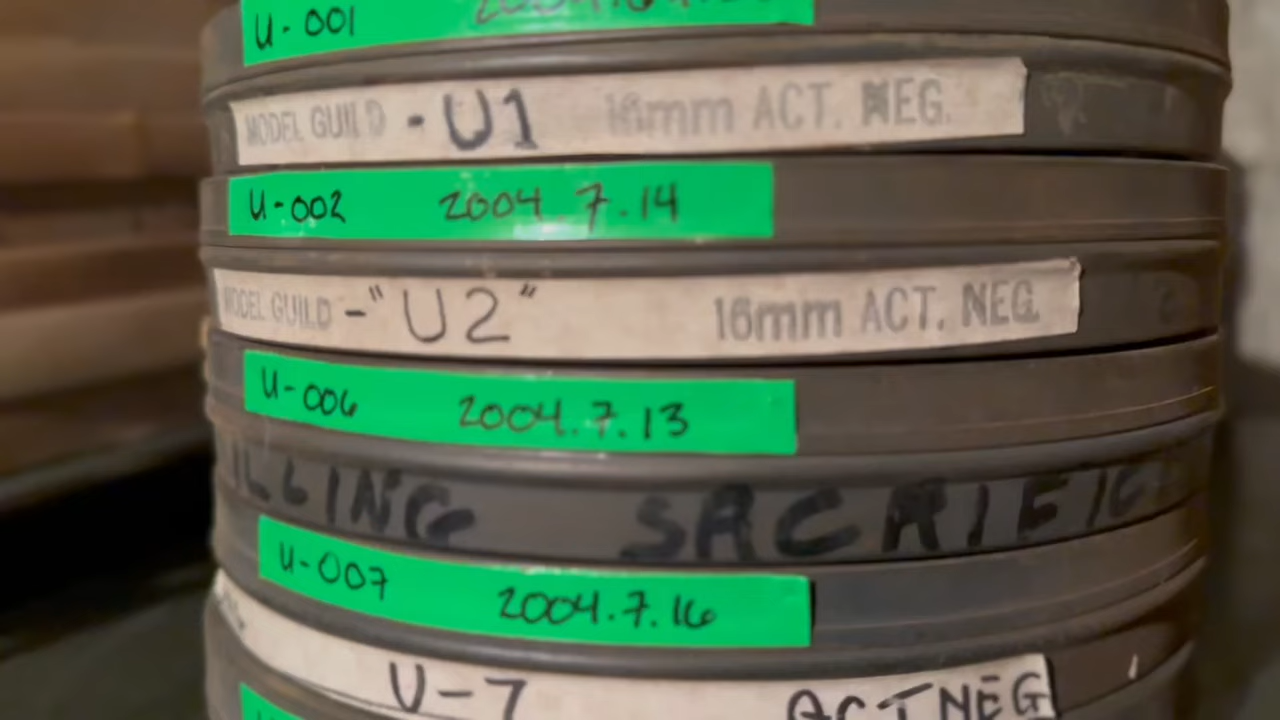 U-001
MODEL GUILD - U1 16mm ACT. NEG.
U-002 2004.7.14
MODEL GUILD - "U2" 16mm ACT. NEG.
U-006 2004.7.13
U-007 2004.7.16
U-7 ACT NEG